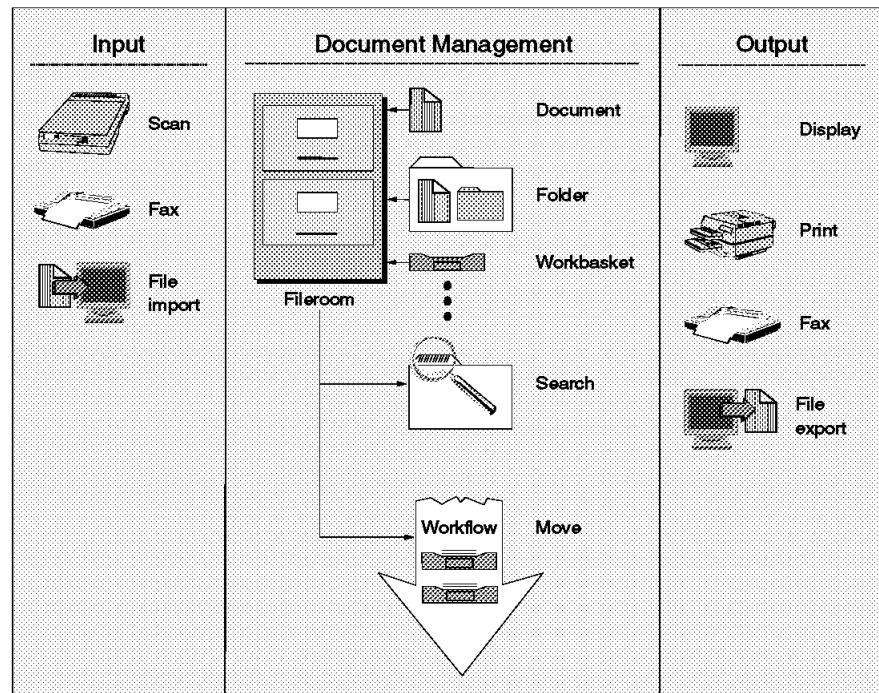 Input
Scan
Fax
File
import
Document Management
Document
Folder
Workbasket
Fileroom
Search
Workflow
Move
Output
Display
Print
Fax
File
export